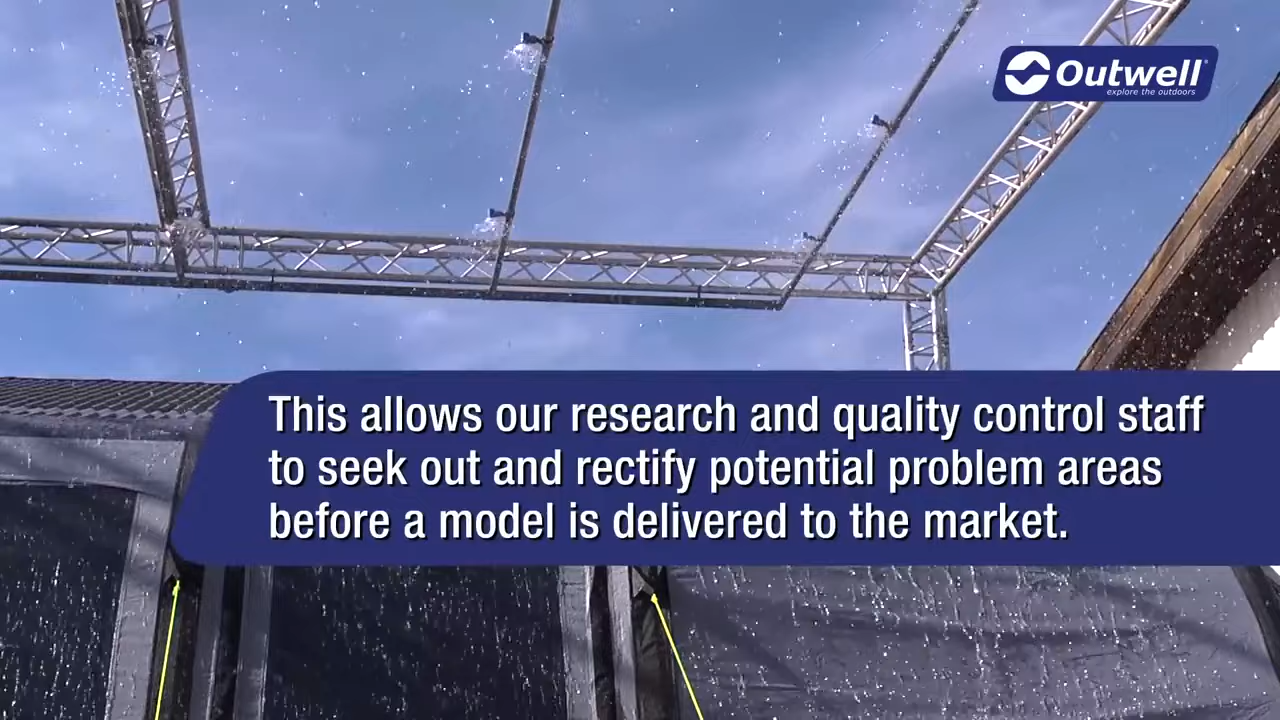 Outwell
explore the outdoors
This allows our research and quality control staff
to seek out and rectify potential problem areas
before a model is delivered to the market.